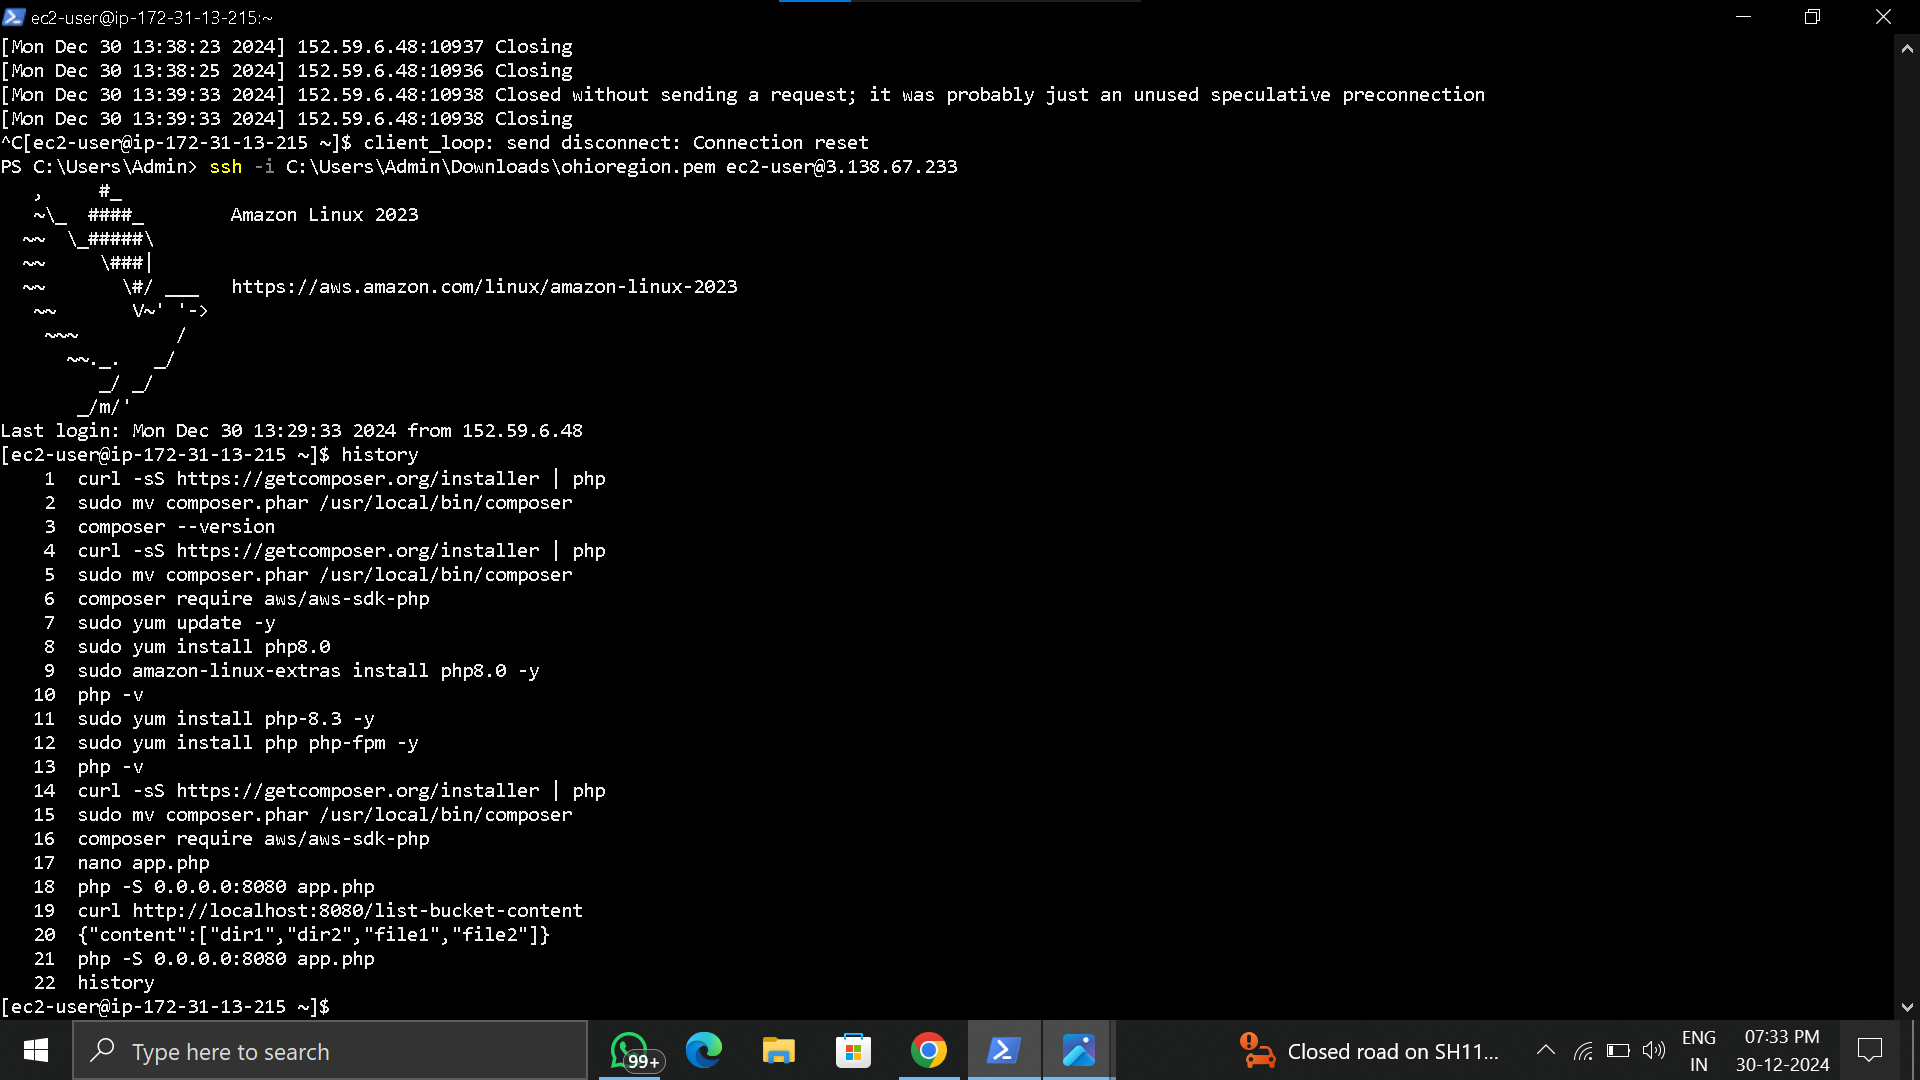 ec2-user@ip-172-31-13-215:~
[Mon Dec 30 13:38:23 2024] 152.59.6.48:10937 Closing
[Mon Dec 30 13:38:25 2024] 152.59.6.48:10936 Closing
[Mon Dec 30 13:39:33 2024] 152.59.6.48:10938 Closed without sending a request; it was probably just an unused speculative preconnection
[Mon Dec 30 13:39:33 2024] 152.59.6.48:10938 Closing
^C[ec2-user@ip-172-31-13-215 ~]$ client_loop: send disconnect: Connection reset
PS C:\Users\Admin> ssh -i C:\Users\Admin\Downloads\ohioregion.pem ec2-user@3.138.67.233
   ,     #_
   ~\_  ####_        Amazon Linux 2023
  ~~  \_#####\
  ~~     \###|
  ~~       \#/ ___   https://aws.amazon.com/linux/amazon-linux-2023
   ~~       V~' '->
    ~~~         /
      ~~._.   _/
         _/ _/
       _/m/'
Last login: Mon Dec 30 13:29:33 2024 from 152.59.6.48
[ec2-user@ip-172-31-13-215 ~]$ history
    1  curl -sS https://getcomposer.org/installer | php
    2  sudo mv composer.phar /usr/local/bin/composer
    3  composer --version
    4  curl -sS https://getcomposer.org/installer | php
    5  sudo mv composer.phar /usr/local/bin/composer
    6  composer require aws/aws-sdk-php
    7  sudo yum update -y
    8  sudo yum install php8.0
    9  sudo amazon-linux-extras install php8.0 -y
   10  php -v
   11  sudo yum install php-8.3 -y
   12  sudo yum install php php-fpm -y
   13  php -v
   14  curl -sS https://getcomposer.org/installer | php
   15  sudo mv composer.phar /usr/local/bin/composer
   16  composer require aws/aws-sdk-php
   17  nano app.php
   18  php -S 0.0.0.0:8080 app.php
   19  curl http://localhost:8080/list-bucket-content
   20  {"content":["dir1","dir2","file1","file2"]}
   21  php -S 0.0.0.0:8080 app.php
   22  history
[ec2-user@ip-172-31-13-215 ~]$
Type here to search
99+
Closed road on SH11...
ENG
IN
07:33 PM
30-12-2024